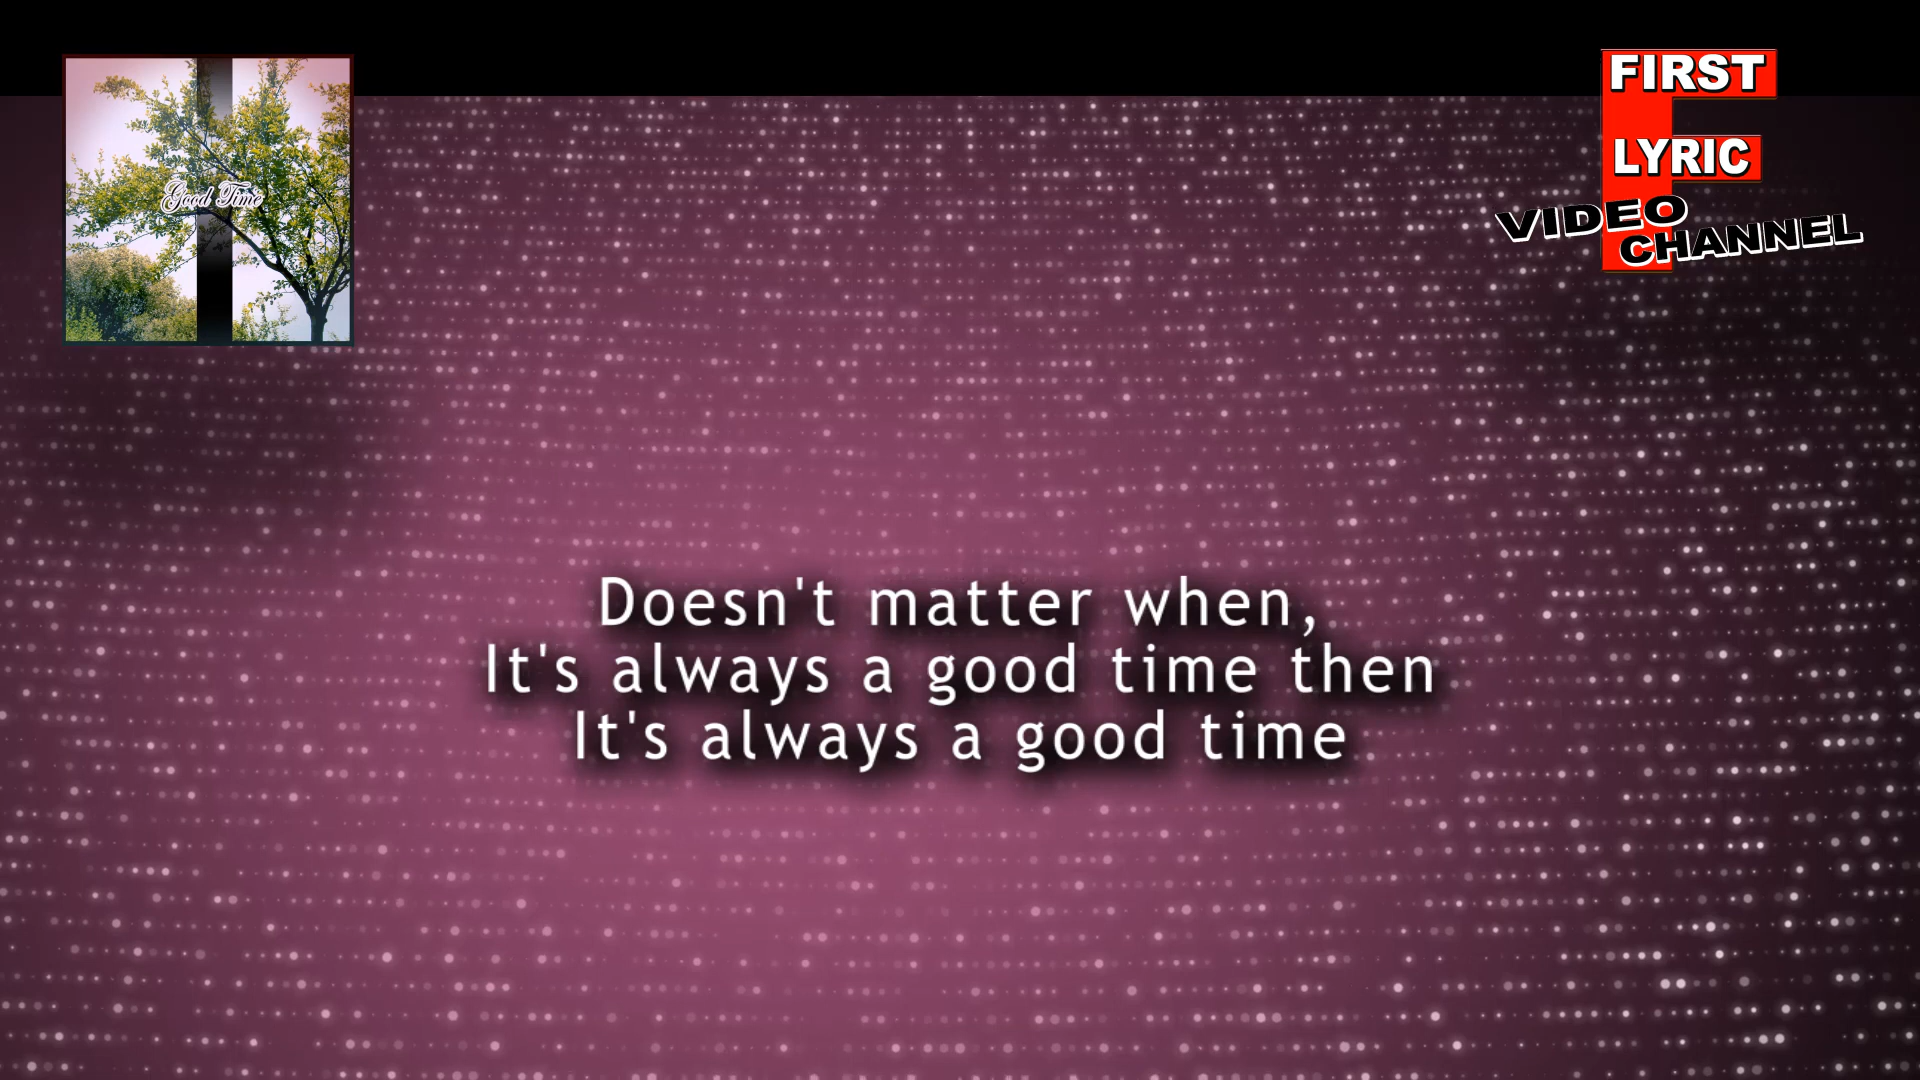 Good Time
FIRST
LYRIC
VIDEO
CHANNEL
Doesn't matter when,
It's always a good time then
It's always a good time